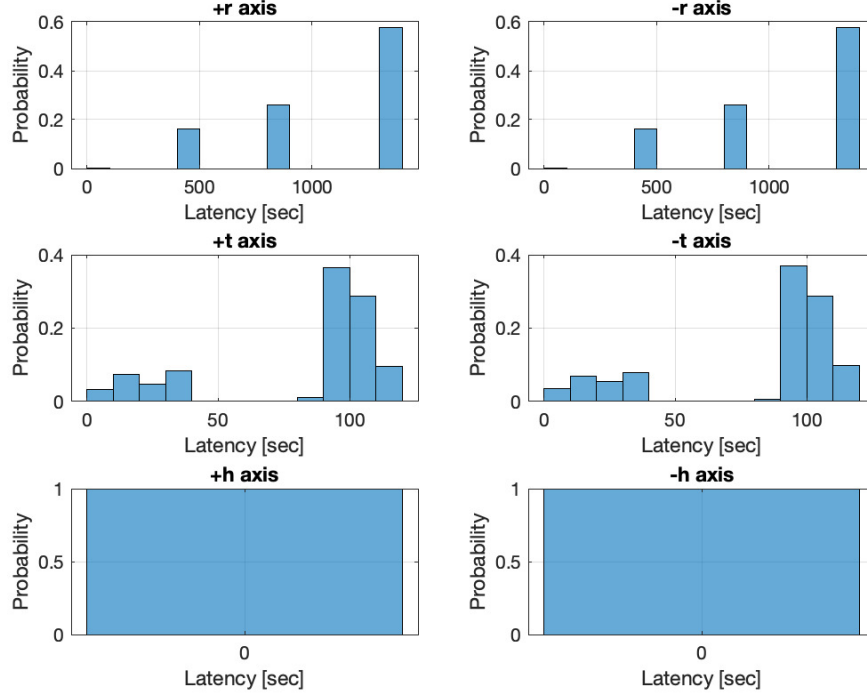 +r axis
0.6
0.4
0.2
0
Probability
0 500 1000
Latency [sec]
-r axis
0.6
0.4
0.2
0
Probability
0 500 1000
Latency [sec]
+t axis
0.4
0.2
0
Probability
0 50 100
Latency [sec]
-t axis
0.4
0.2
0
Probability
0 50 100
Latency [sec]
+h axis
1
0.5
0
Probability
0
Latency [sec]
-h axis
1
0.5
0
Probability
0
Latency [sec]